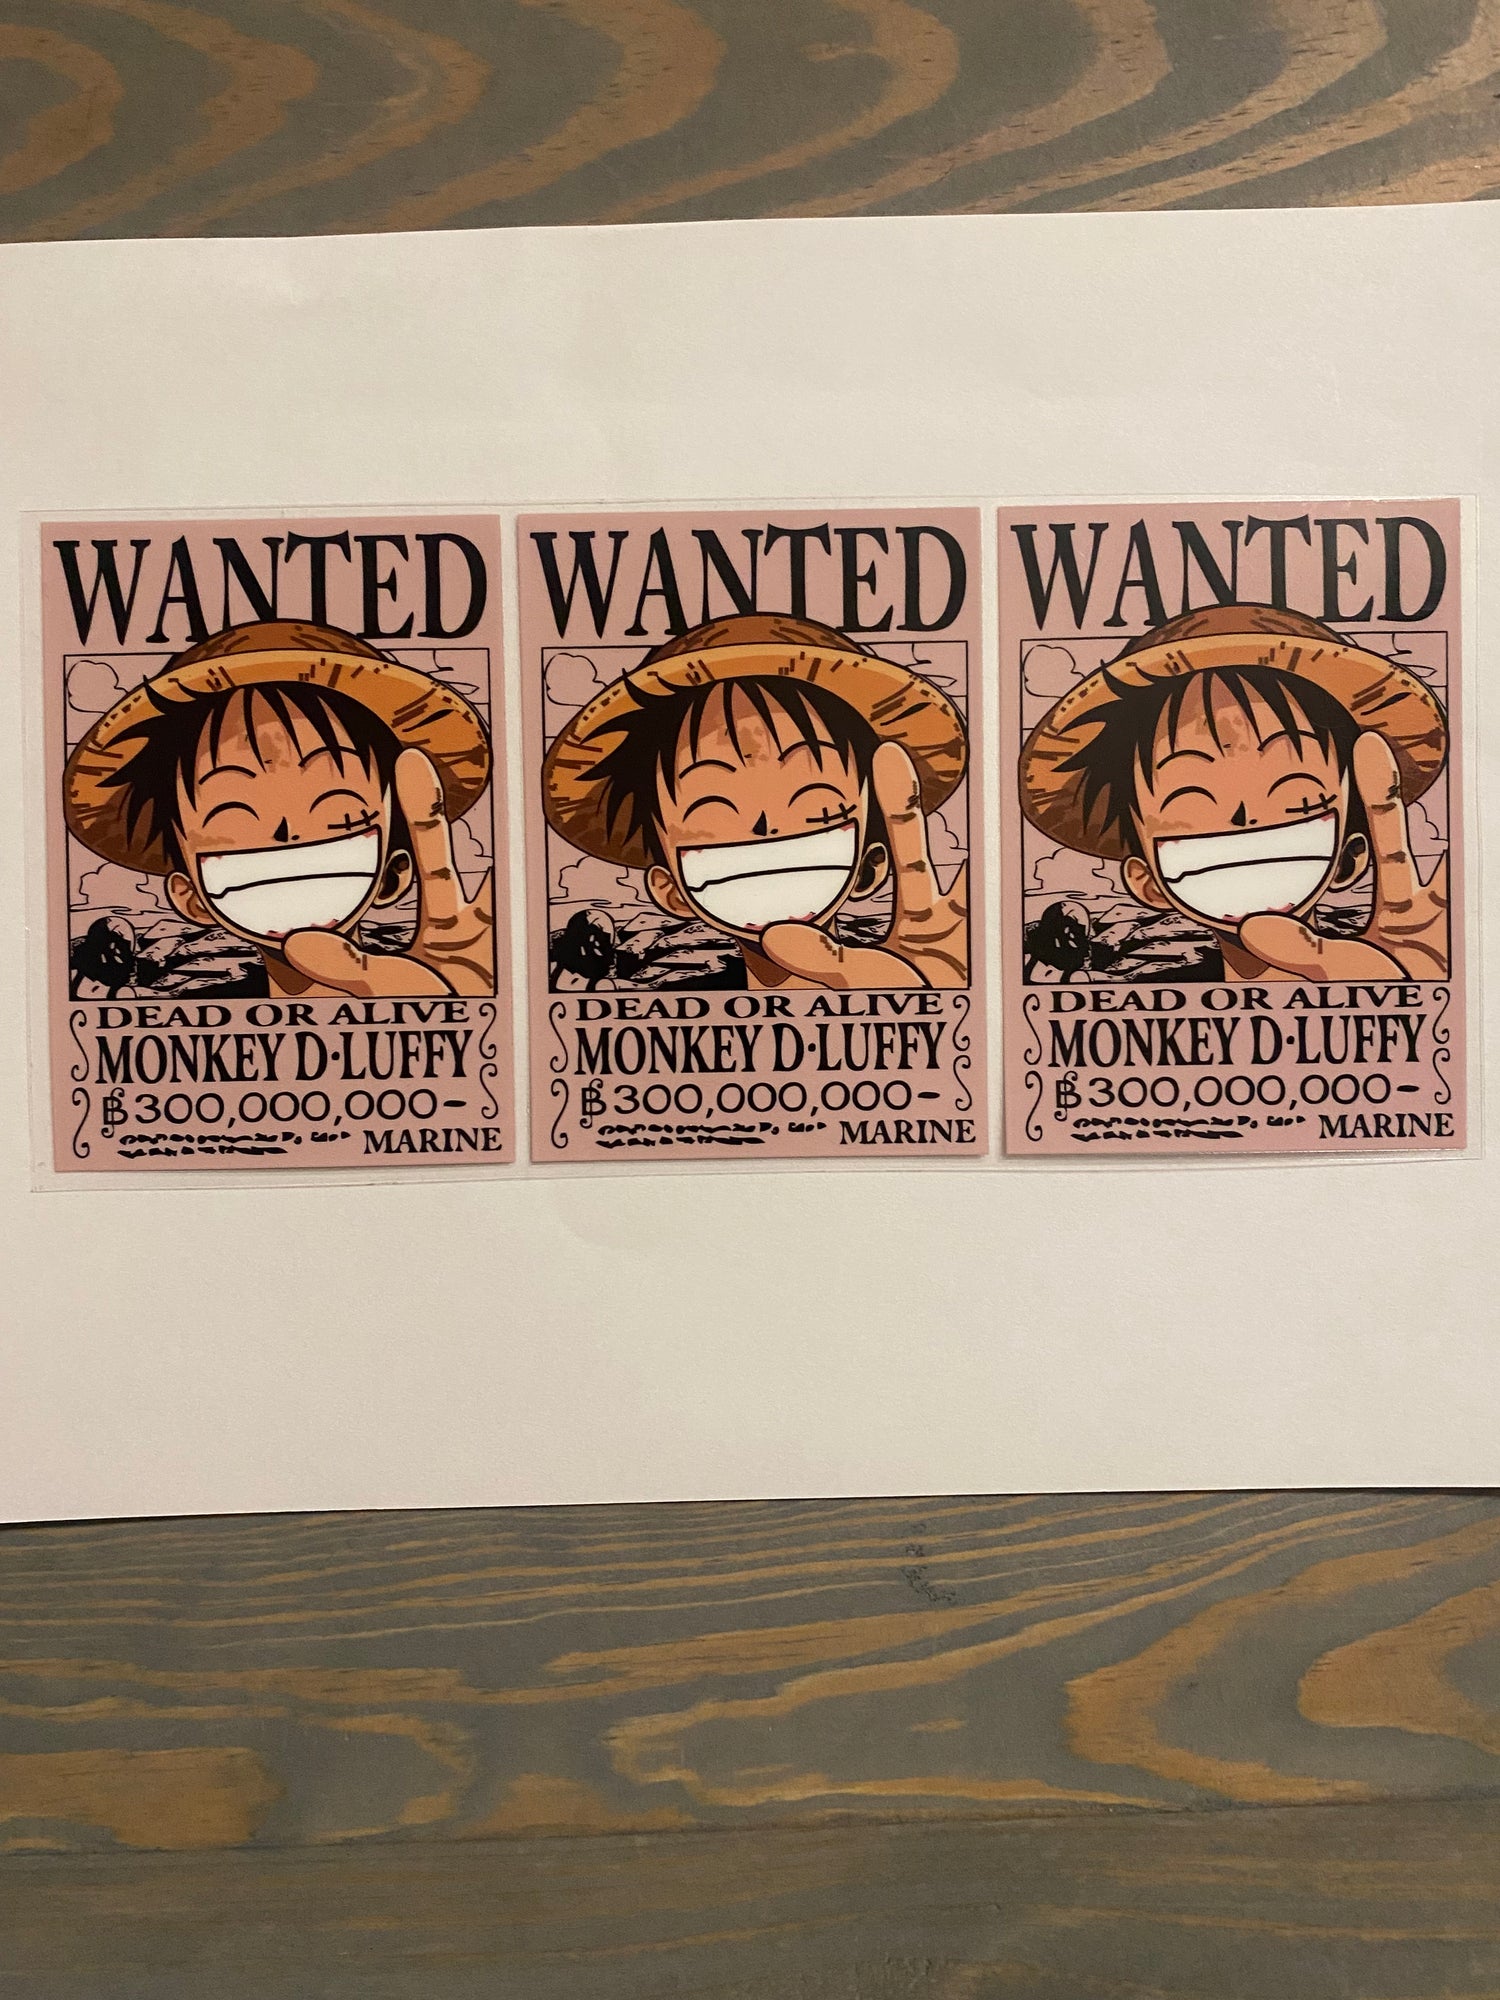 WANTED
DEAD OR ALIVE
MONKEY D·LUFFY
฿300,000,000-
MARINE
WANTED
DEAD OR ALIVE
MONKEY D·LUFFY
฿300,000,000-
MARINE
WANTED
DEAD OR ALIVE
MONKEY D·LUFFY
฿300,000,000-
MARINE